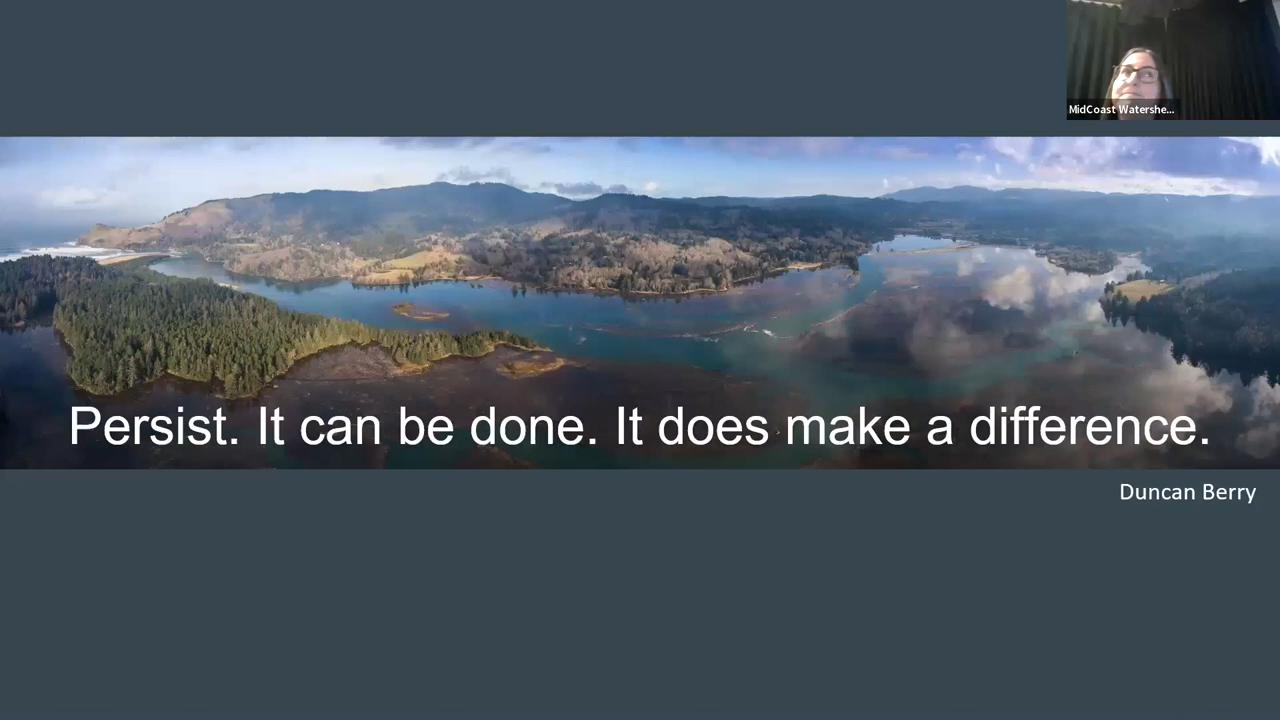 MidCoast Watershe...
Persist. It can be done. It does make a difference.
Duncan Berry